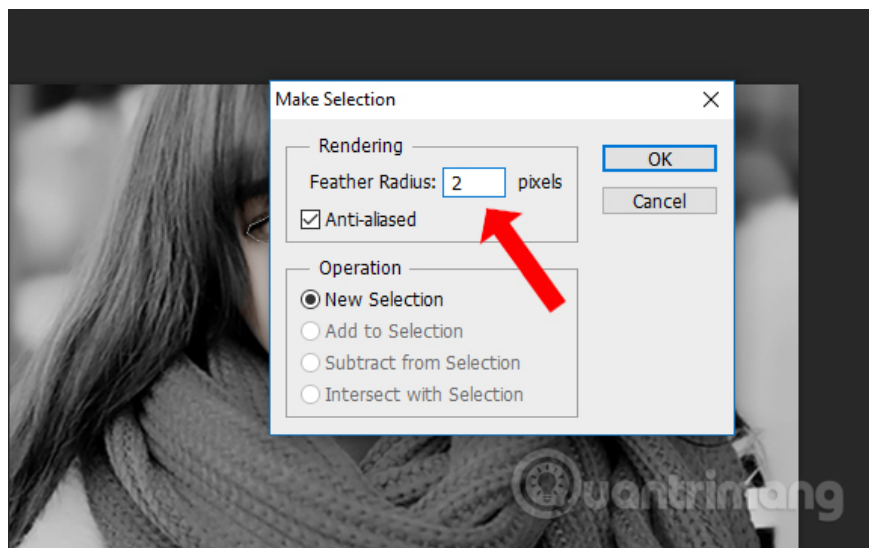 Make Selection
Rendering
OK
Feather Radius: 2 pixels
Cancel
Anti-aliased
Operation
New Selection
Add to Selection
Subtract from Selection
Intersect with Selection
Quantrimang